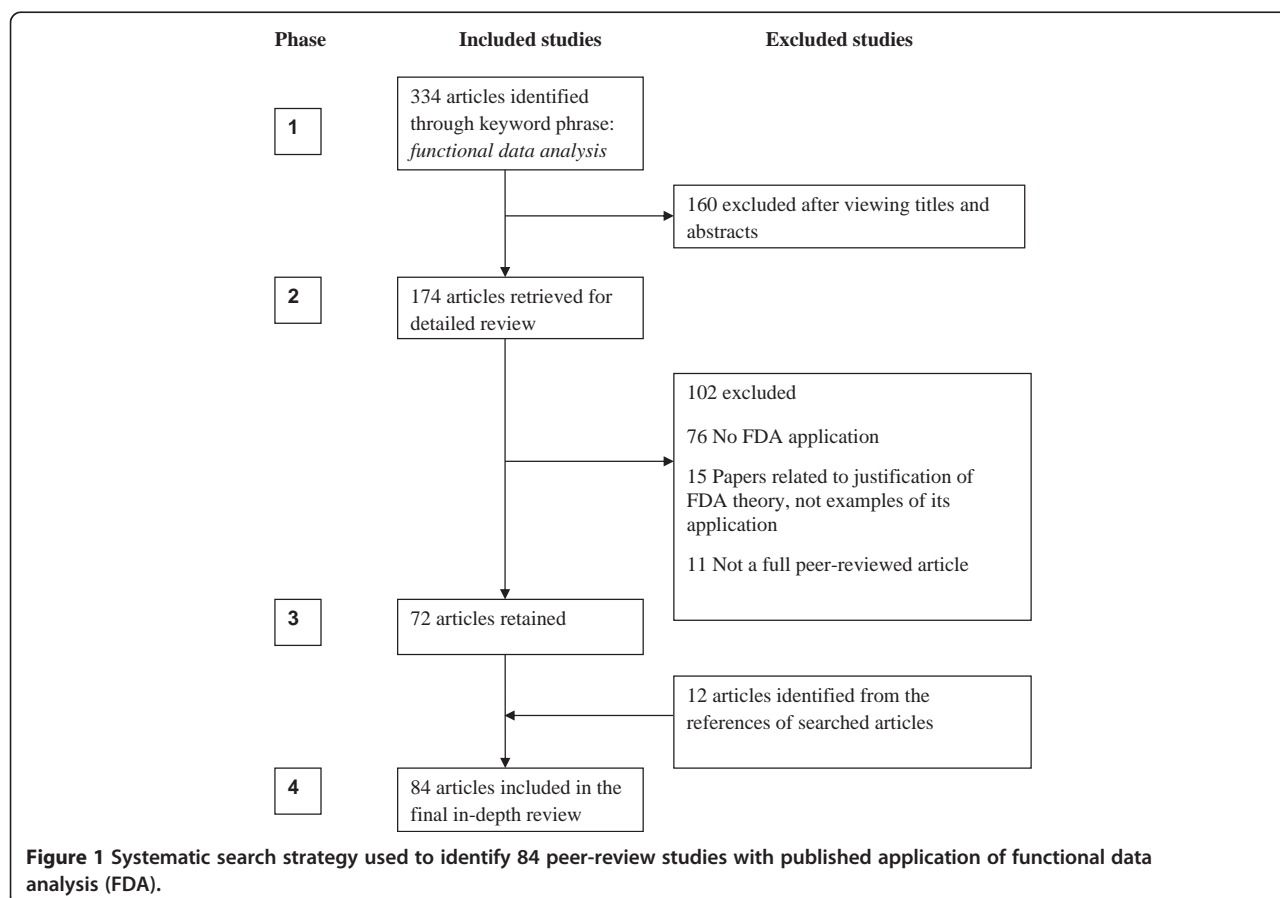 Phase Included studies Excluded studies
334 articles identified
through keyword phrase:
functional data analysis
1
160 excluded after viewing titles and
abstracts
2
174 articles retrieved for
detailed review
102 excluded
76 No FDA application
15 Papers related to justification of
FDA theory, not examples of its
application
11 Not a full peer-reviewed article
3
72 articles retained
12 articles identified from the
references of searched articles
4
84 articles included in the
final in-depth review
Figure 1 Systematic search strategy used to identify 84 peer-review studies with published application of functional data
analysis (FDA).